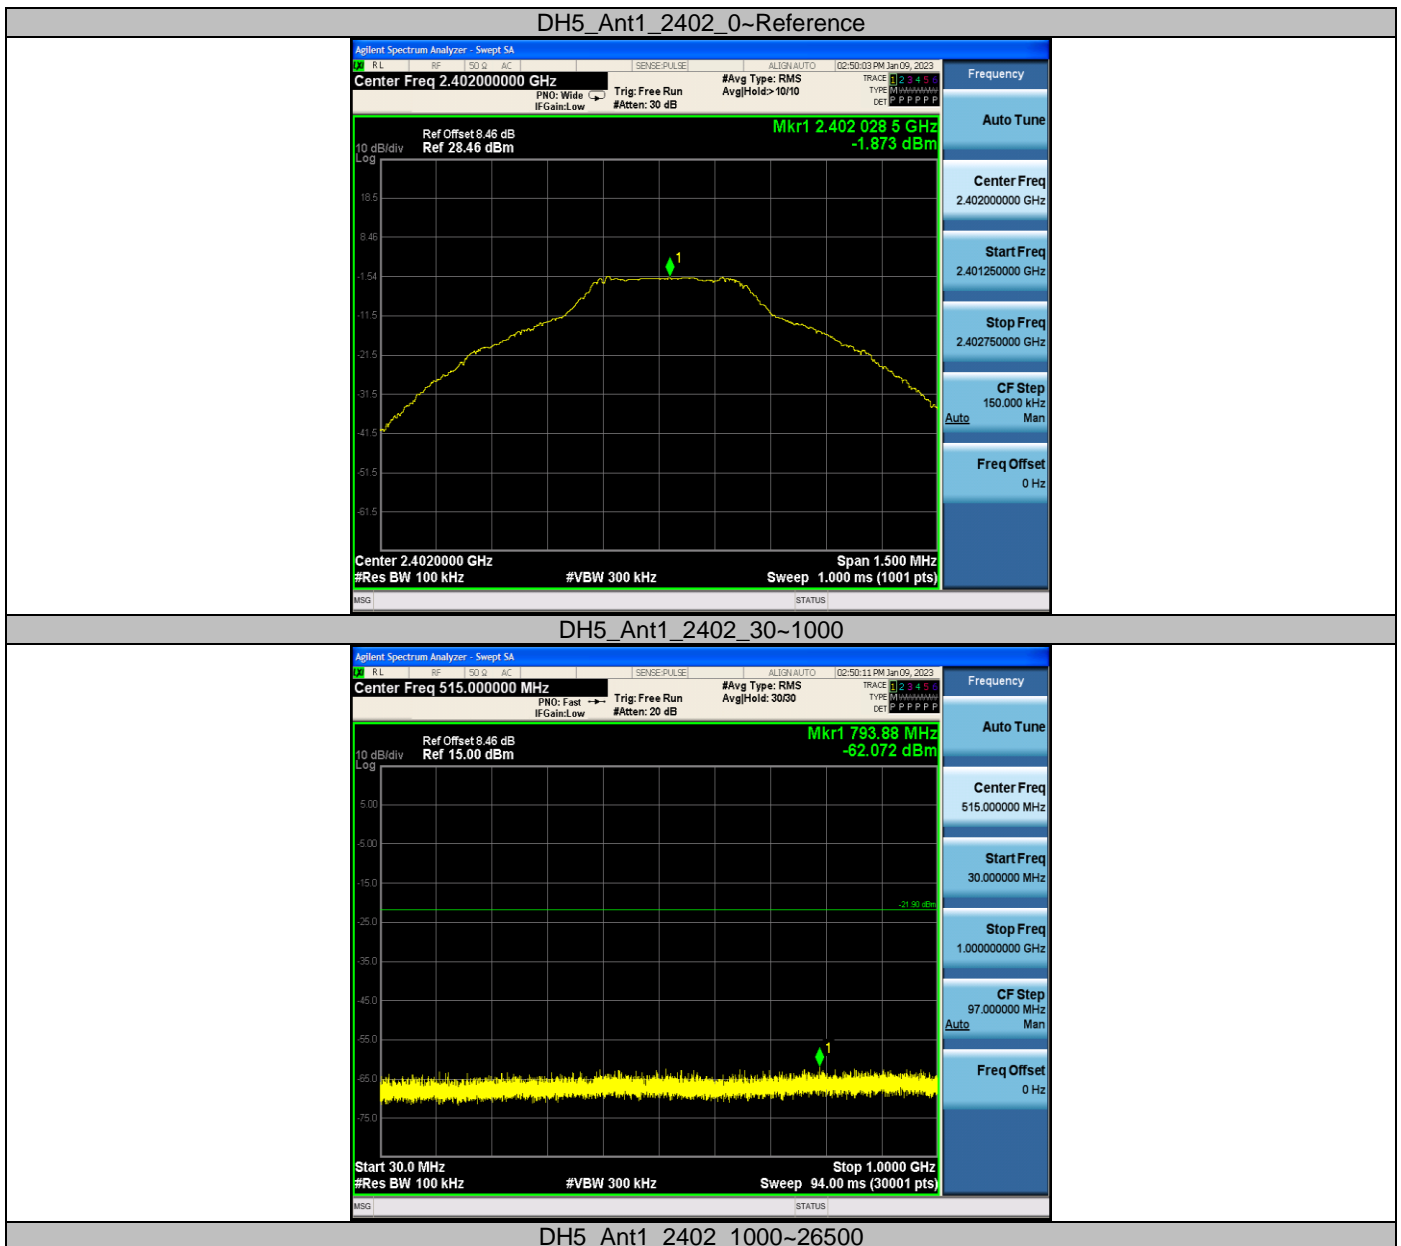 DH5_Ant1_2402_0~Reference
Agilent Spectrum Analyzer - Swept SA
RL RF 50 Ω AC SENSE:PULSE ALIGN AUTO 02:50:03 PM Jan 09, 2023
Center Freq 2.402000000 GHz
PNO: Wide
IFGain:Low
Trig: Free Run
#Atten: 30 dB
#Avg Type: RMS
Avg|Hold:> 10/10
TRACE 1 2 3 4 5 6
TYPE M WWWWW
DET P P P P P P
Mkr1 2.402 028 5 GHz
-1.873 dBm
Ref Offset 8.46 dB
10 dB/div Ref 28.46 dBm
Log
18.5
8.46
-1.54
-11.5
-21.5
-31.5
-41.5
-51.5
-61.5
1
Center 2.4020000 GHz Span 1.500 MHz
#Res BW 100 kHz #VBW 300 kHz Sweep 1.000 ms (1001 pts)
MSG STATUS
Frequency
Auto Tune
Center Freq
2.402000000 GHz
Start Freq
2.401250000 GHz
Stop Freq
2.402750000 GHz
CF Step
150.000 kHz
Auto Man
Freq Offset
0 Hz
DH5_Ant1_2402_30~1000
Agilent Spectrum Analyzer - Swept SA
RL RF 50 Ω AC SENSE:PULSE ALIGN AUTO 02:50:11 PM Jan 09, 2023
Center Freq 515.000000 MHz
PNO: Fast
IFGain:Low
Trig: Free Run
#Atten: 20 dB
#Avg Type: RMS
Avg|Hold: 30/30
TRACE 1 2 3 4 5 6
TYPE M WWWWW
DET P P P P P P
Mkr1 793.88 MHz
-62.072 dBm
Ref Offset 8.46 dB
10 dB/div Ref 15.00 dBm
Log
5.00
-5.00
-15.0
-21.90 dBm
-25.0
-35.0
-45.0
-55.0
-65.0
-75.0
1
Start 30.0 MHz Stop 1.0000 GHz
#Res BW 100 kHz #VBW 300 kHz Sweep 94.00 ms (30001 pts)
MSG STATUS
Frequency
Auto Tune
Center Freq
515.000000 MHz
Start Freq
30.000000 MHz
Stop Freq
1.000000000 GHz
CF Step
97.000000 MHz
Auto Man
Freq Offset
0 Hz
DH5_Ant1_2402_1000~26500